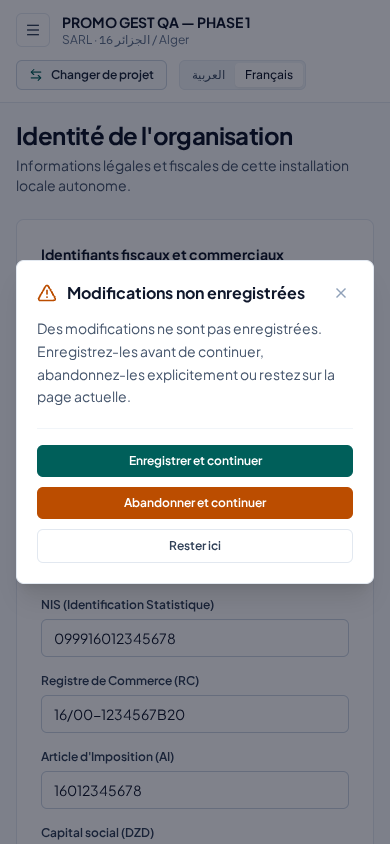 PROMO GEST QA — PHASE 1
SARL · الجزائر 16 / Alger
Changer de projet
العربية
Français
Identité de l'organisation
Informations légales et fiscales de cette installation
locale autonome.
Identifiants fiscaux et commerciaux
Modifications non enregistrées
Des modifications ne sont pas enregistrées.
Enregistrez-les avant de continuer,
abandonnez-les explicitement ou restez sur la
page actuelle.
Enregistrer et continuer
Abandonner et continuer
Rester ici
NIS (Identification Statistique)
099916012345678
Registre de Commerce (RC)
16/00-1234567B20
Article d'Imposition (AI)
16012345678
Capital social (DZD)